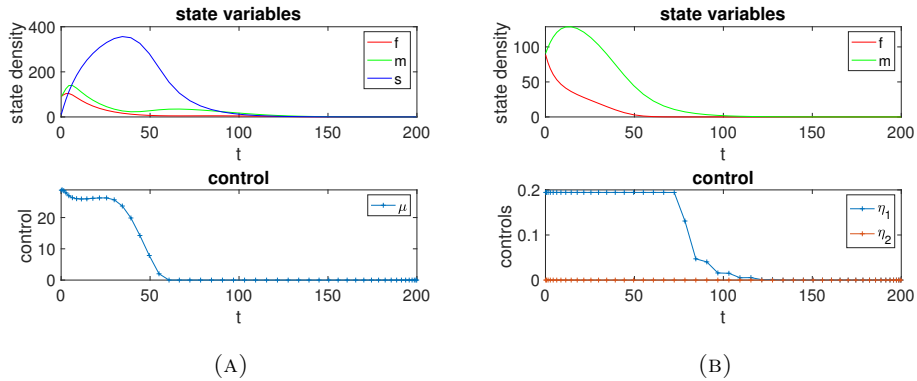 state variables
state density
400
200
0
f
m
s
0 50 100 150 200
t
control
control
20
0
μ
0 50 100 150 200
t
(A)
state variables
state density
100
50
0
f
m
0 50 100 150 200
t
control
controls
0.2
0.1
0
η1
η2
0 50 100 150 200
t
(B)